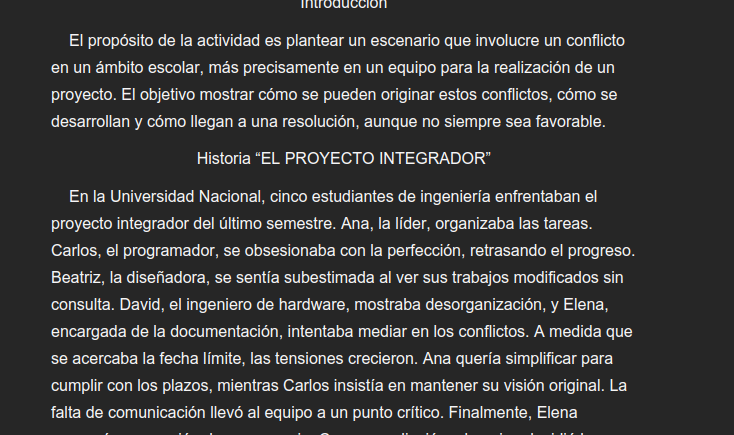 Introducción
El propósito de la actividad es plantear un escenario que involucre un conflicto
en un ámbito escolar, más precisamente en un equipo para la realización de un
proyecto. El objetivo mostrar cómo se pueden originar estos conflictos, cómo se
desarrollan y cómo llegan a una resolución, aunque no siempre sea favorable.
Historia “EL PROYECTO INTEGRADOR”
En la Universidad Nacional, cinco estudiantes de ingeniería enfrentaban el
proyecto integrador del último semestre. Ana, la líder, organizaba las tareas.
Carlos, el programador, se obsesionaba con la perfección, retrasando el progreso.
Beatriz, la diseñadora, se sentía subestimada al ver sus trabajos modificados sin
consulta. David, el ingeniero de hardware, mostraba desorganización, y Elena,
encargada de la documentación, intentaba mediar en los conflictos. A medida que
se acercaba la fecha límite, las tensiones crecieron. Ana quería simplificar para
cumplir con los plazos, mientras Carlos insistía en mantener su visión original. La
falta de comunicación llevó al equipo a un punto crítico. Finalmente, Elena